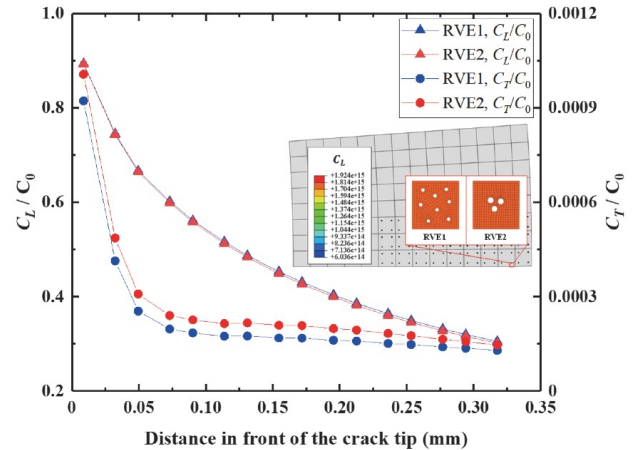 RVE1, C_L/C_0
RVE2, C_L/C_0
RVE1, C_T/C_0
RVE2, C_T/C_0
1.0
0.8
0.6
0.4
0.2
C_L / C_0
0.0012
0.0009
0.0006
0.0003
0
C_T / C_0
C_L
+1.924e+15
+1.814e+15
+1.704e+15
+1.594e+15
+1.484e+15
+1.374e+15
+1.264e+15
+1.154e+15
+1.044e+15
+9.337e+14
+8.236e+14
+7.136e+14
+6.036e+14
RVE1
RVE2
0
0.05
0.10
0.15
0.20
0.25
0.30
0.35
Distance in front of the crack tip (mm)